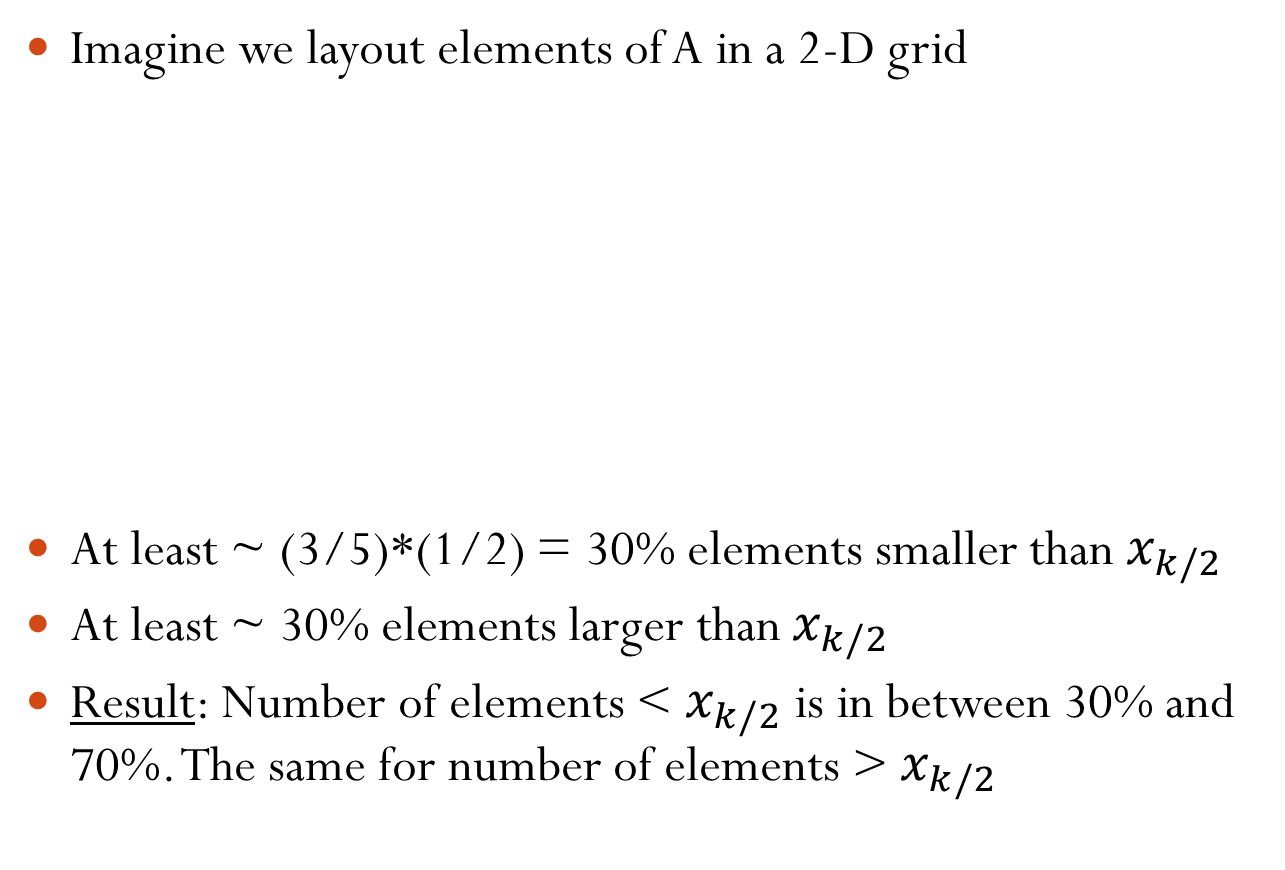 • Imagine we layout elements of A in a 2-D grid
• At least ~ (3/5)*(1/2) = 30% elements smaller than $x_{k/2}$
• At least ~ 30% elements larger than $x_{k/2}$
• Result: Number of elements < $x_{k/2}$ is in between 30% and
70%. The same for number of elements > $x_{k/2}$